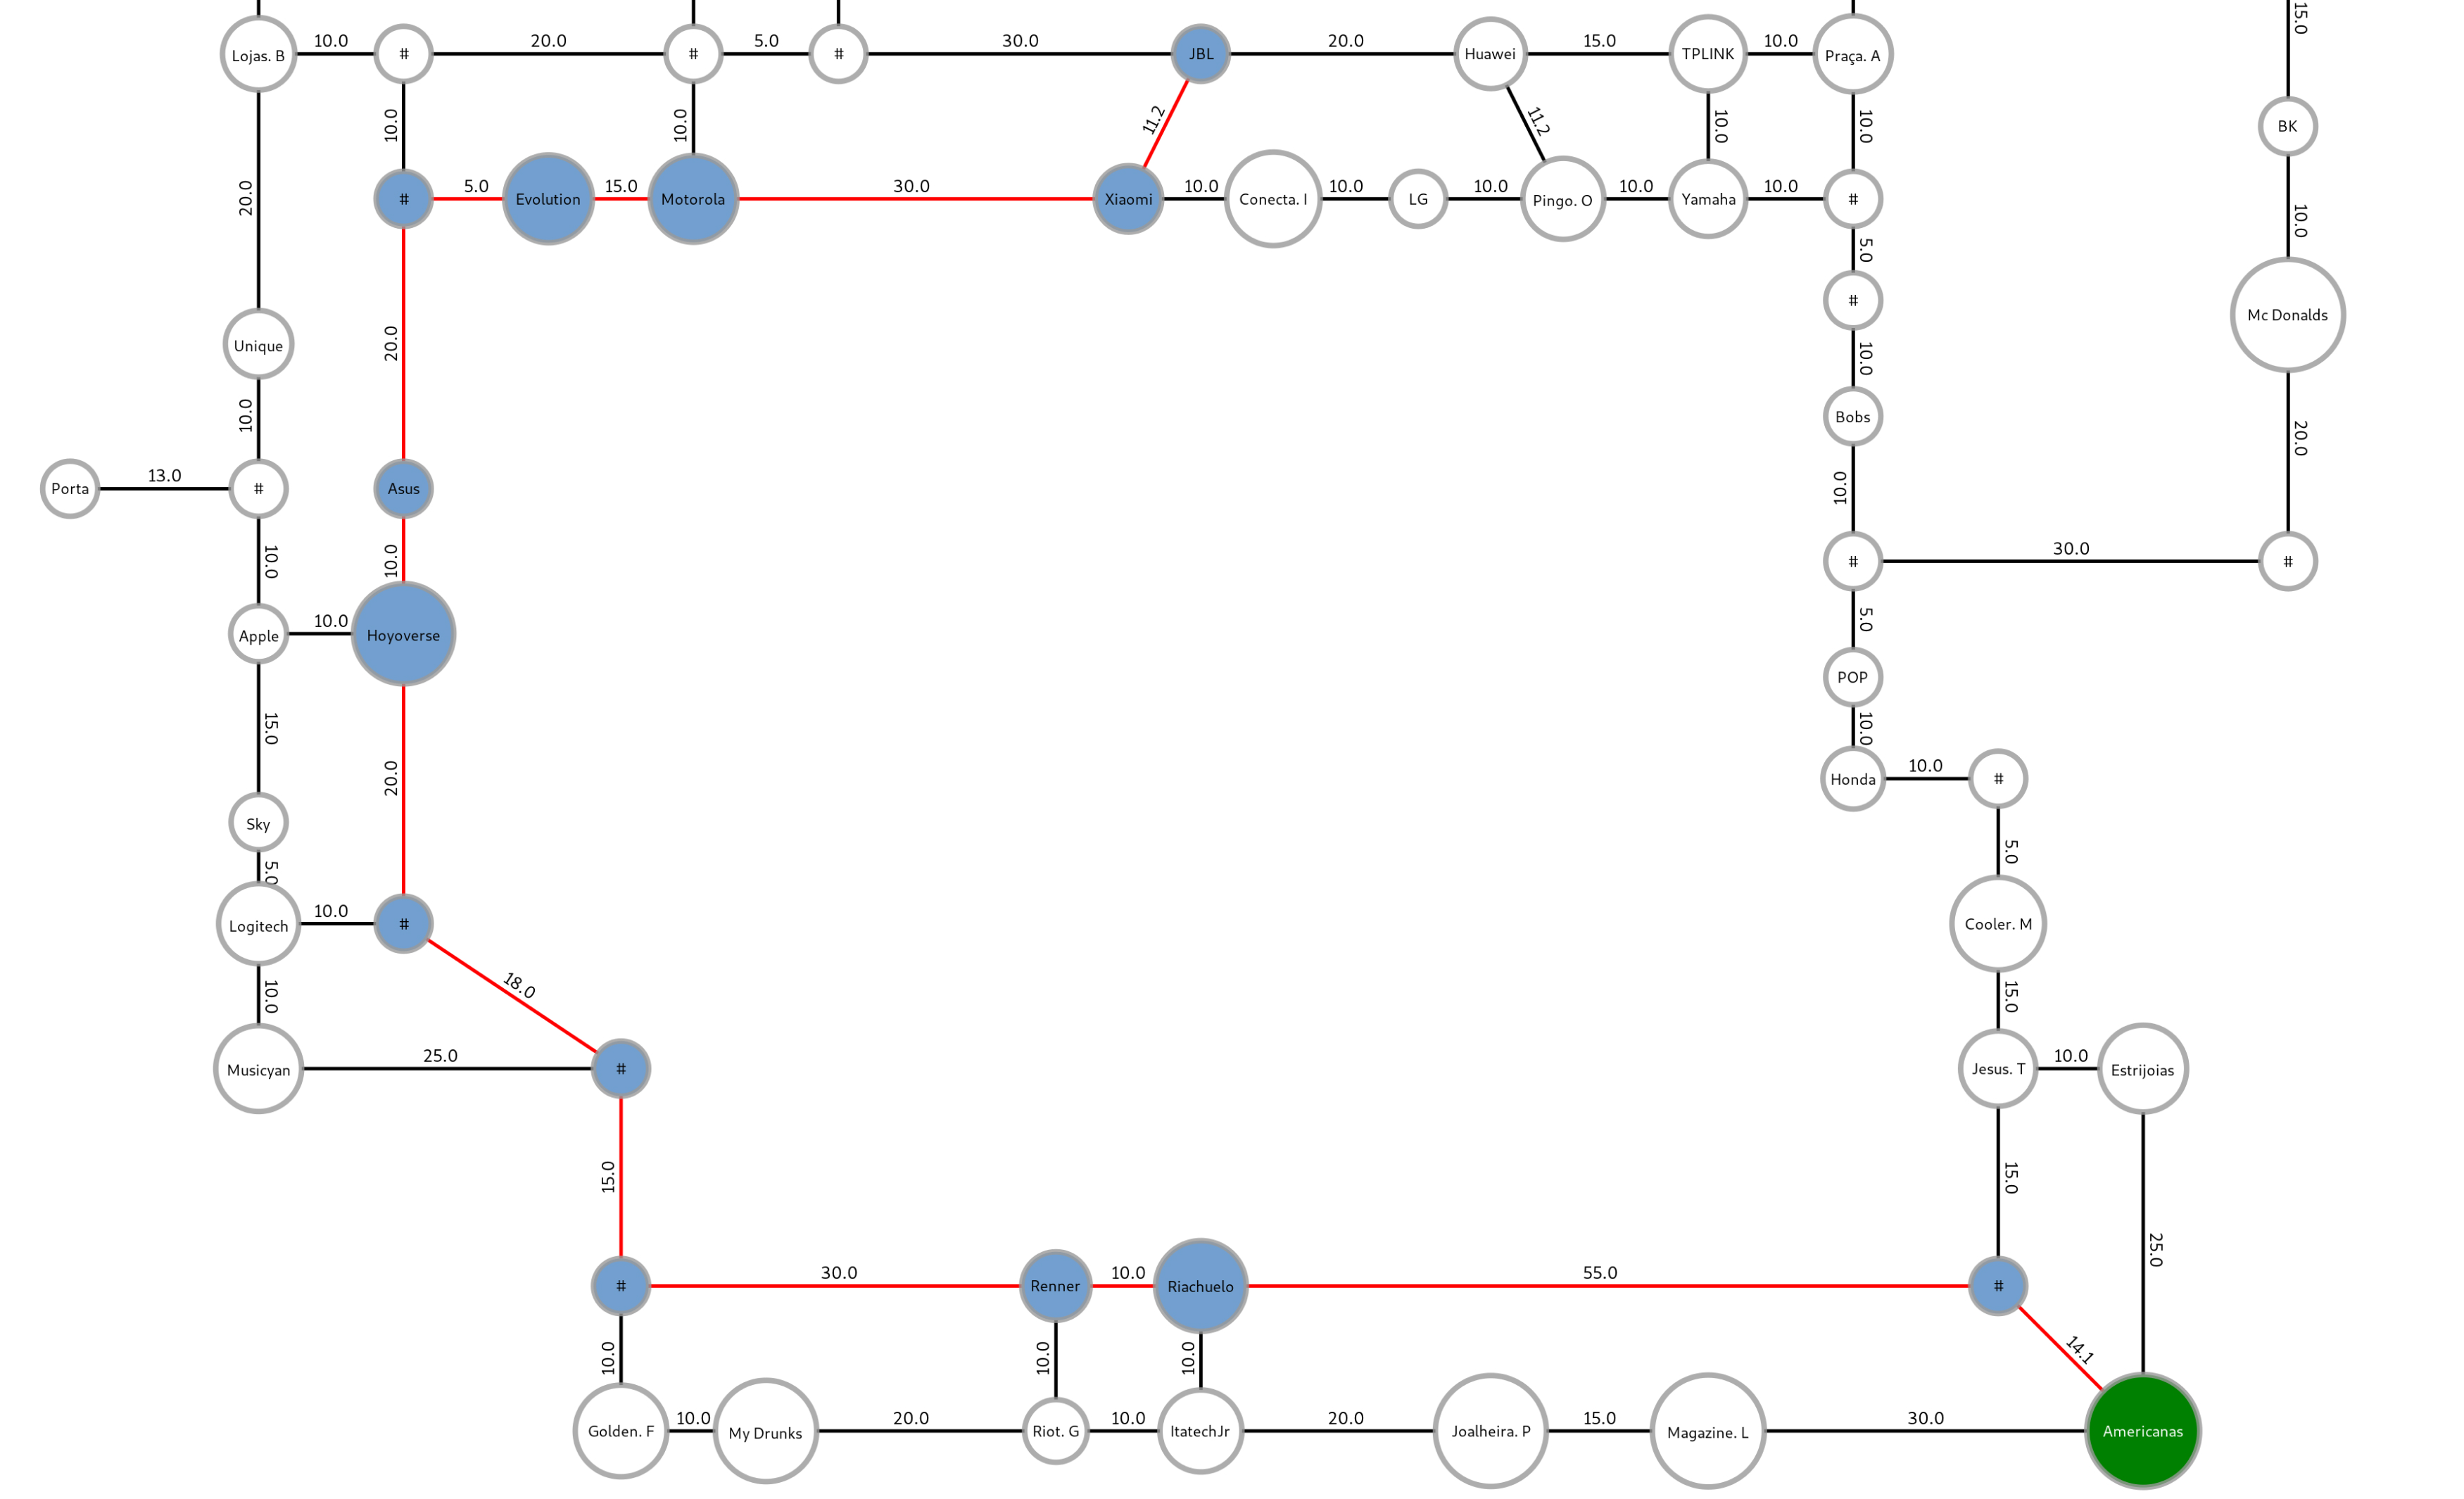 15.0
10.0 20.0 5.0 30.0 20.0 15.0 10.0
Lojas. B # # # JBL Huawei TPLINK Praça. A
10.0 10.0 11.2 11.2 10.0 10.0 BK
20.0 5.0 15.0 30.0 10.0 10.0 10.0 10.0 10.0
# Evolution Motorola Xiaomi Conecta. I LG Pingo. O Yamaha #
10.0
5.0
#
Mc Donalds
Unique 20.0 10.0
10.0 Bobs
20.0
13.0
Porta # Asus 10.0
10.0 10.0 30.0
# #
10.0 5.0
Apple Hoyoverse
POP
15.0 10.0
20.0 10.0
Honda #
Sky
5.0 5.0
10.0
Logitech # Cooler. M
10.0 18.0 15.0
25.0 10.0
Musicyan # Jesus. T Estrijoias
15.0 15.0
25.0
30.0 10.0 55.0
# Renner Riachuelo #
10.0 10.0 10.0 14.1
10.0 20.0 10.0 20.0 15.0 30.0
Golden. F My Drunks Riot. G ItatechJr Joalheira. P Magazine. L Americanas